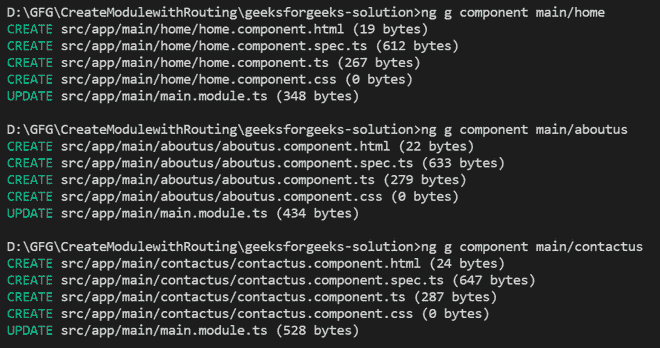 D:\GFG\CreateModulewithRouting\geeksforgeeks-solution>ng g component main/home
CREATE src/app/main/home/home.component.html (19 bytes)
CREATE src/app/main/home/home.component.spec.ts (612 bytes)
CREATE src/app/main/home/home.component.ts (267 bytes)
CREATE src/app/main/home/home.component.css (0 bytes)
UPDATE src/app/main/main.module.ts (348 bytes)
D:\GFG\CreateModulewithRouting\geeksforgeeks-solution>ng g component main/aboutus
CREATE src/app/main/aboutus/aboutus.component.html (22 bytes)
CREATE src/app/main/aboutus/aboutus.component.spec.ts (633 bytes)
CREATE src/app/main/aboutus/aboutus.component.ts (279 bytes)
CREATE src/app/main/aboutus/aboutus.component.css (0 bytes)
UPDATE src/app/main/main.module.ts (434 bytes)
D:\GFG\CreateModulewithRouting\geeksforgeeks-solution>ng g component main/contactus
CREATE src/app/main/contactus/contactus.component.html (24 bytes)
CREATE src/app/main/contactus/contactus.component.spec.ts (647 bytes)
CREATE src/app/main/contactus/contactus.component.ts (287 bytes)
CREATE src/app/main/contactus/contactus.component.css (0 bytes)
UPDATE src/app/main/main.module.ts (528 bytes)